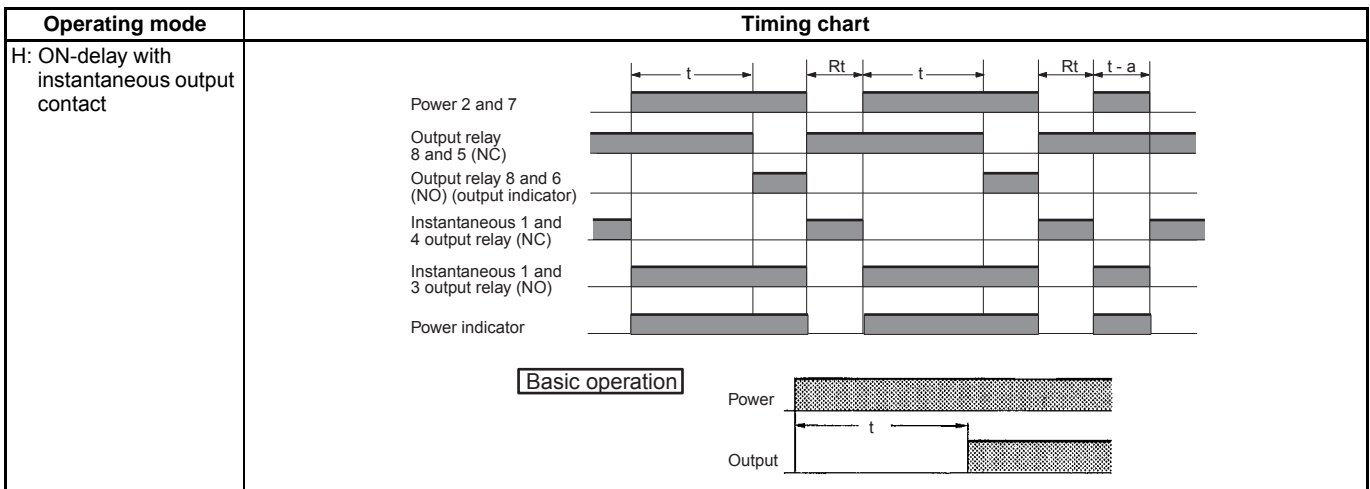 Operating mode
Timing chart
H: ON-delay with
instantaneous output
contact
t
Rt
t
Rt
t - a
Power 2 and 7
Output relay
8 and 5 (NC)
Output relay 8 and 6
(NO) (output indicator)
Instantaneous 1 and
4 output relay (NC)
Instantaneous 1 and
3 output relay (NO)
Power indicator
Basic operation
Power
t
Output